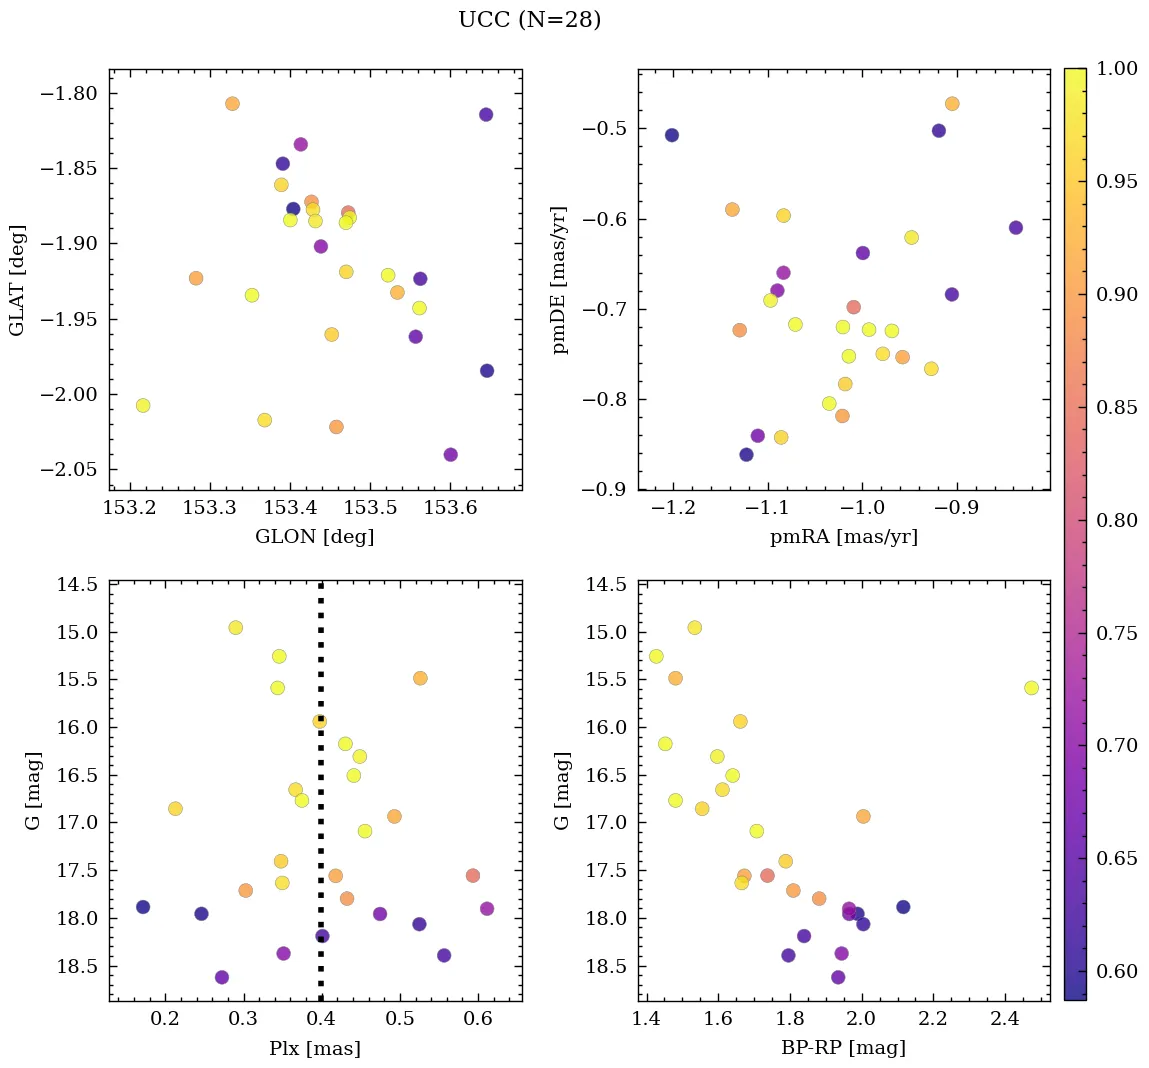 UCC (N=28)
−1.80
−1.85
−1.90
−1.95
−2.00
−2.05
GLAT [deg]
153.2 153.3 153.4 153.5 153.6
GLON [deg]
−0.5
−0.6
−0.7
−0.8
−0.9
pmDE [mas/yr]
−1.2 −1.1 −1.0 −0.9
pmRA [mas/yr]
14.5
15.0
15.5
16.0
16.5
17.0
17.5
18.0
18.5
G [mag]
0.2 0.3 0.4 0.5 0.6
Plx [mas]
14.5
15.0
15.5
16.0
16.5
17.0
17.5
18.0
18.5
G [mag]
1.4 1.6 1.8 2.0 2.2 2.4
BP-RP [mag]
1.00
0.95
0.90
0.85
0.80
0.75
0.70
0.65
0.60